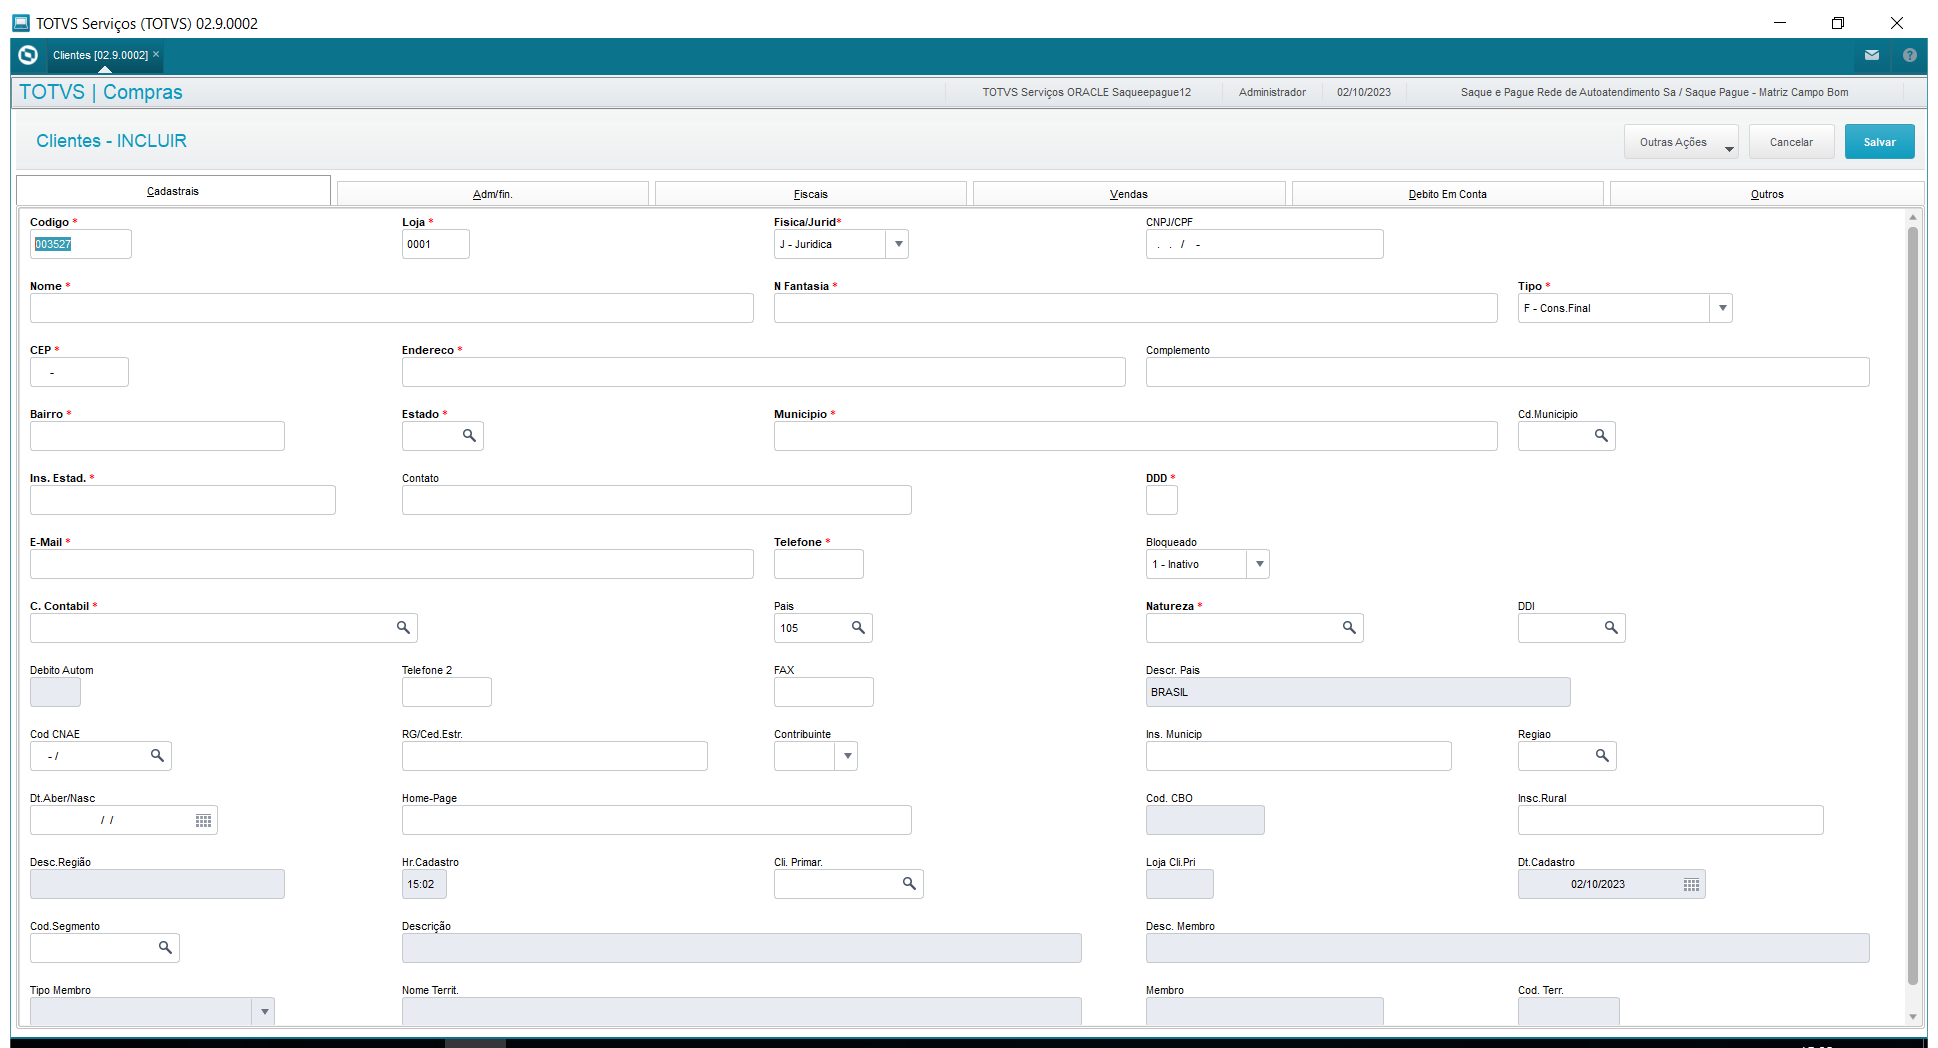 TOTVS Serviços (TOTVS) 02.9.0002
Clientes [02.9.0002] ×
TOTVS | Compras
TOTVS Serviços ORACLE Saqueepague12
Administrador
02/10/2023
Saque e Pague Rede de Autoatendimento Sa / Saque Pague - Matriz Campo Bom
Clientes - INCLUIR
Outras Ações
Cancelar
Salvar
Cadastrais
Adm/fin.
Fiscais
Vendas
Debito Em Conta
Outros
Codigo *
Loja *
Fisica/Jurid*
CNPJ/CPF
003527
0001
J - Juridica
. . / -
Nome *
N Fantasia *
Tipo *
F - Cons.Final
CEP *
Endereco *
Complemento
-
Bairro *
Estado *
Municipio *
Cd.Municipio
Ins. Estad. *
Contato
DDD *
E-Mail *
Telefone *
Bloqueado
1 - Inativo
C. Contabil *
Pais
Natureza *
DDI
105
Debito Autom
Telefone 2
FAX
Descr. Pais
BRASIL
Cod CNAE
RG/Ced.Estr.
Contribuinte
Ins. Municip
Regiao
- /
Dt.Aber/Nasc
Home-Page
Cod. CBO
Insc.Rural
/ /
Desc.Região
Hr.Cadastro
Cli. Primar.
Loja Cli.Pri
Dt.Cadastro
15:02
02/10/2023
Cod.Segmento
Descrição
Desc. Membro
Tipo Membro
Nome Territ.
Membro
Cod. Terr.